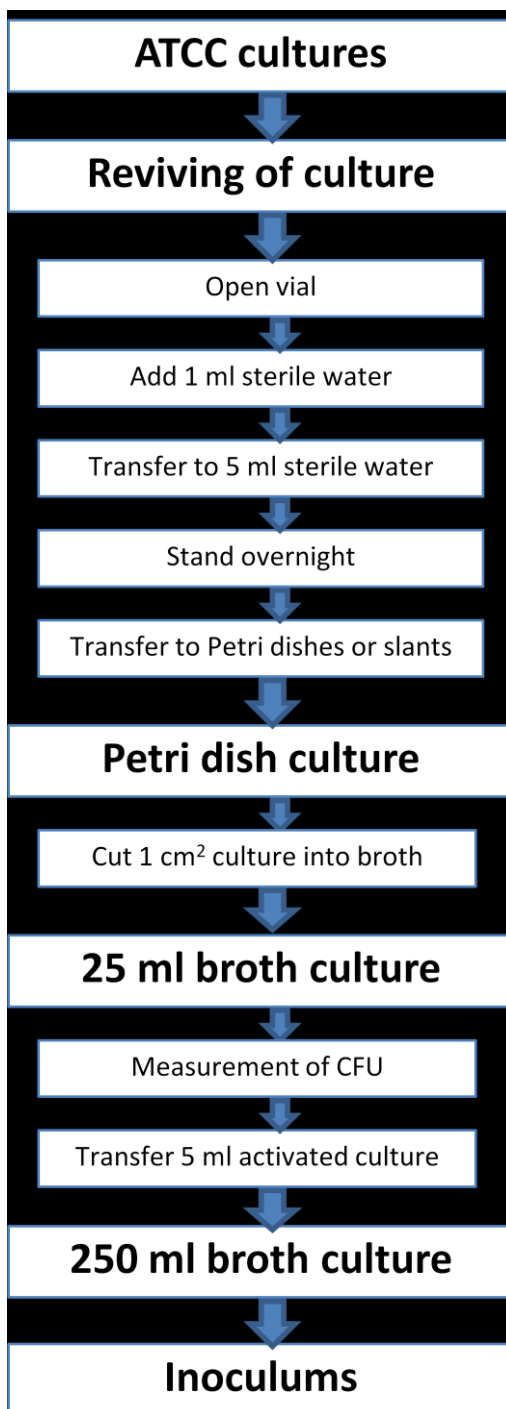 ATCC cultures
Reviving of culture
Open vial
Add 1 ml sterile water
Transfer to 5 ml sterile water
Stand overnight
Transfer to Petri dishes or slants
Petri dish culture
Cut 1 cm² culture into broth
25 ml broth culture
Measurement of CFU
Transfer 5 ml activated culture
250 ml broth culture
Inoculums